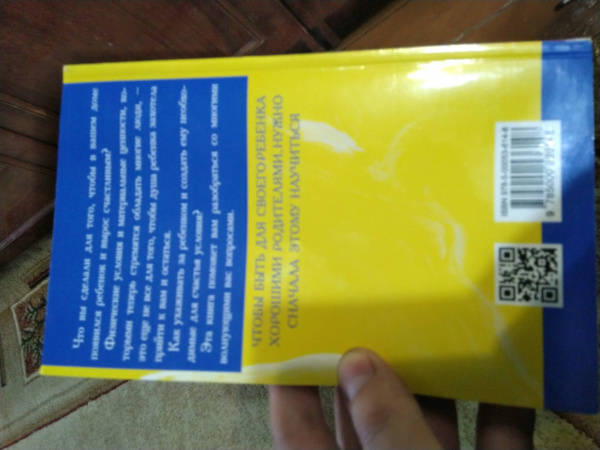 Что вы сделали для того, чтобы в вашем доме
появился ребенок и вырос счастливым?
Физические условия и материальные ценности, ко-
торыми теперь стремятся обладать многие люди, –
это еще не все для того, чтобы душа ребенка захотела
прийти к вам и остаться.
Как ухаживать за ребенком и создать ему необхо-
димые для счастья условия?
Эта книга поможет вам разобраться со многими
волнующими вас вопросами.
ЧТОБЫ БЫТЬ ДЛЯ СВОЕГО РЕБЕНКА
ХОРОШИМИ РОДИТЕЛЯМИ, НУЖНО
СНАЧАЛА ЭТОМУ НАУЧИТЬСЯ